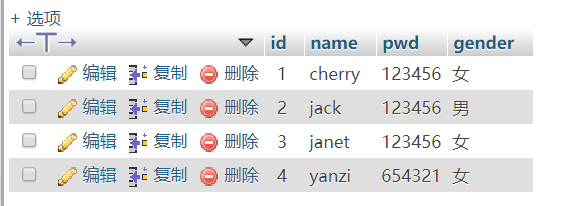 + 选项
←T→ id name pwd gender
编辑 复制 删除 1 cherry 123456 女
编辑 复制 删除 2 jack 123456 男
编辑 复制 删除 3 janet 123456 女
编辑 复制 删除 4 yanzi 654321 女